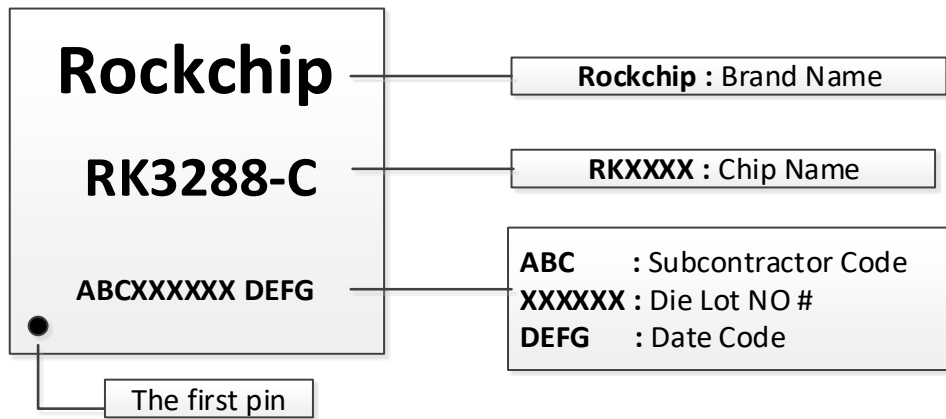 Rockchip
RK3288-C
ABCXXXXXX DEFG
The first pin
Rockchip : Brand Name
RKXXXX : Chip Name
ABC : Subcontractor Code
XXXXXX : Die Lot NO #
DEFG : Date Code